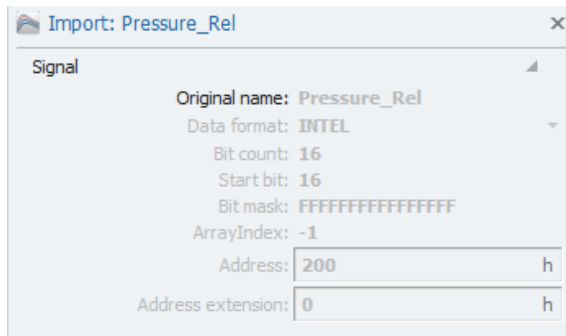 Import: Pressure_Rel
Signal
Original name: Pressure_Rel
Data format: INTEL
Bit count: 16
Start bit: 16
Bit mask: FFFFFFFFFFFFFFFF
ArrayIndex: -1
Address: 200 h
Address extension: 0 h